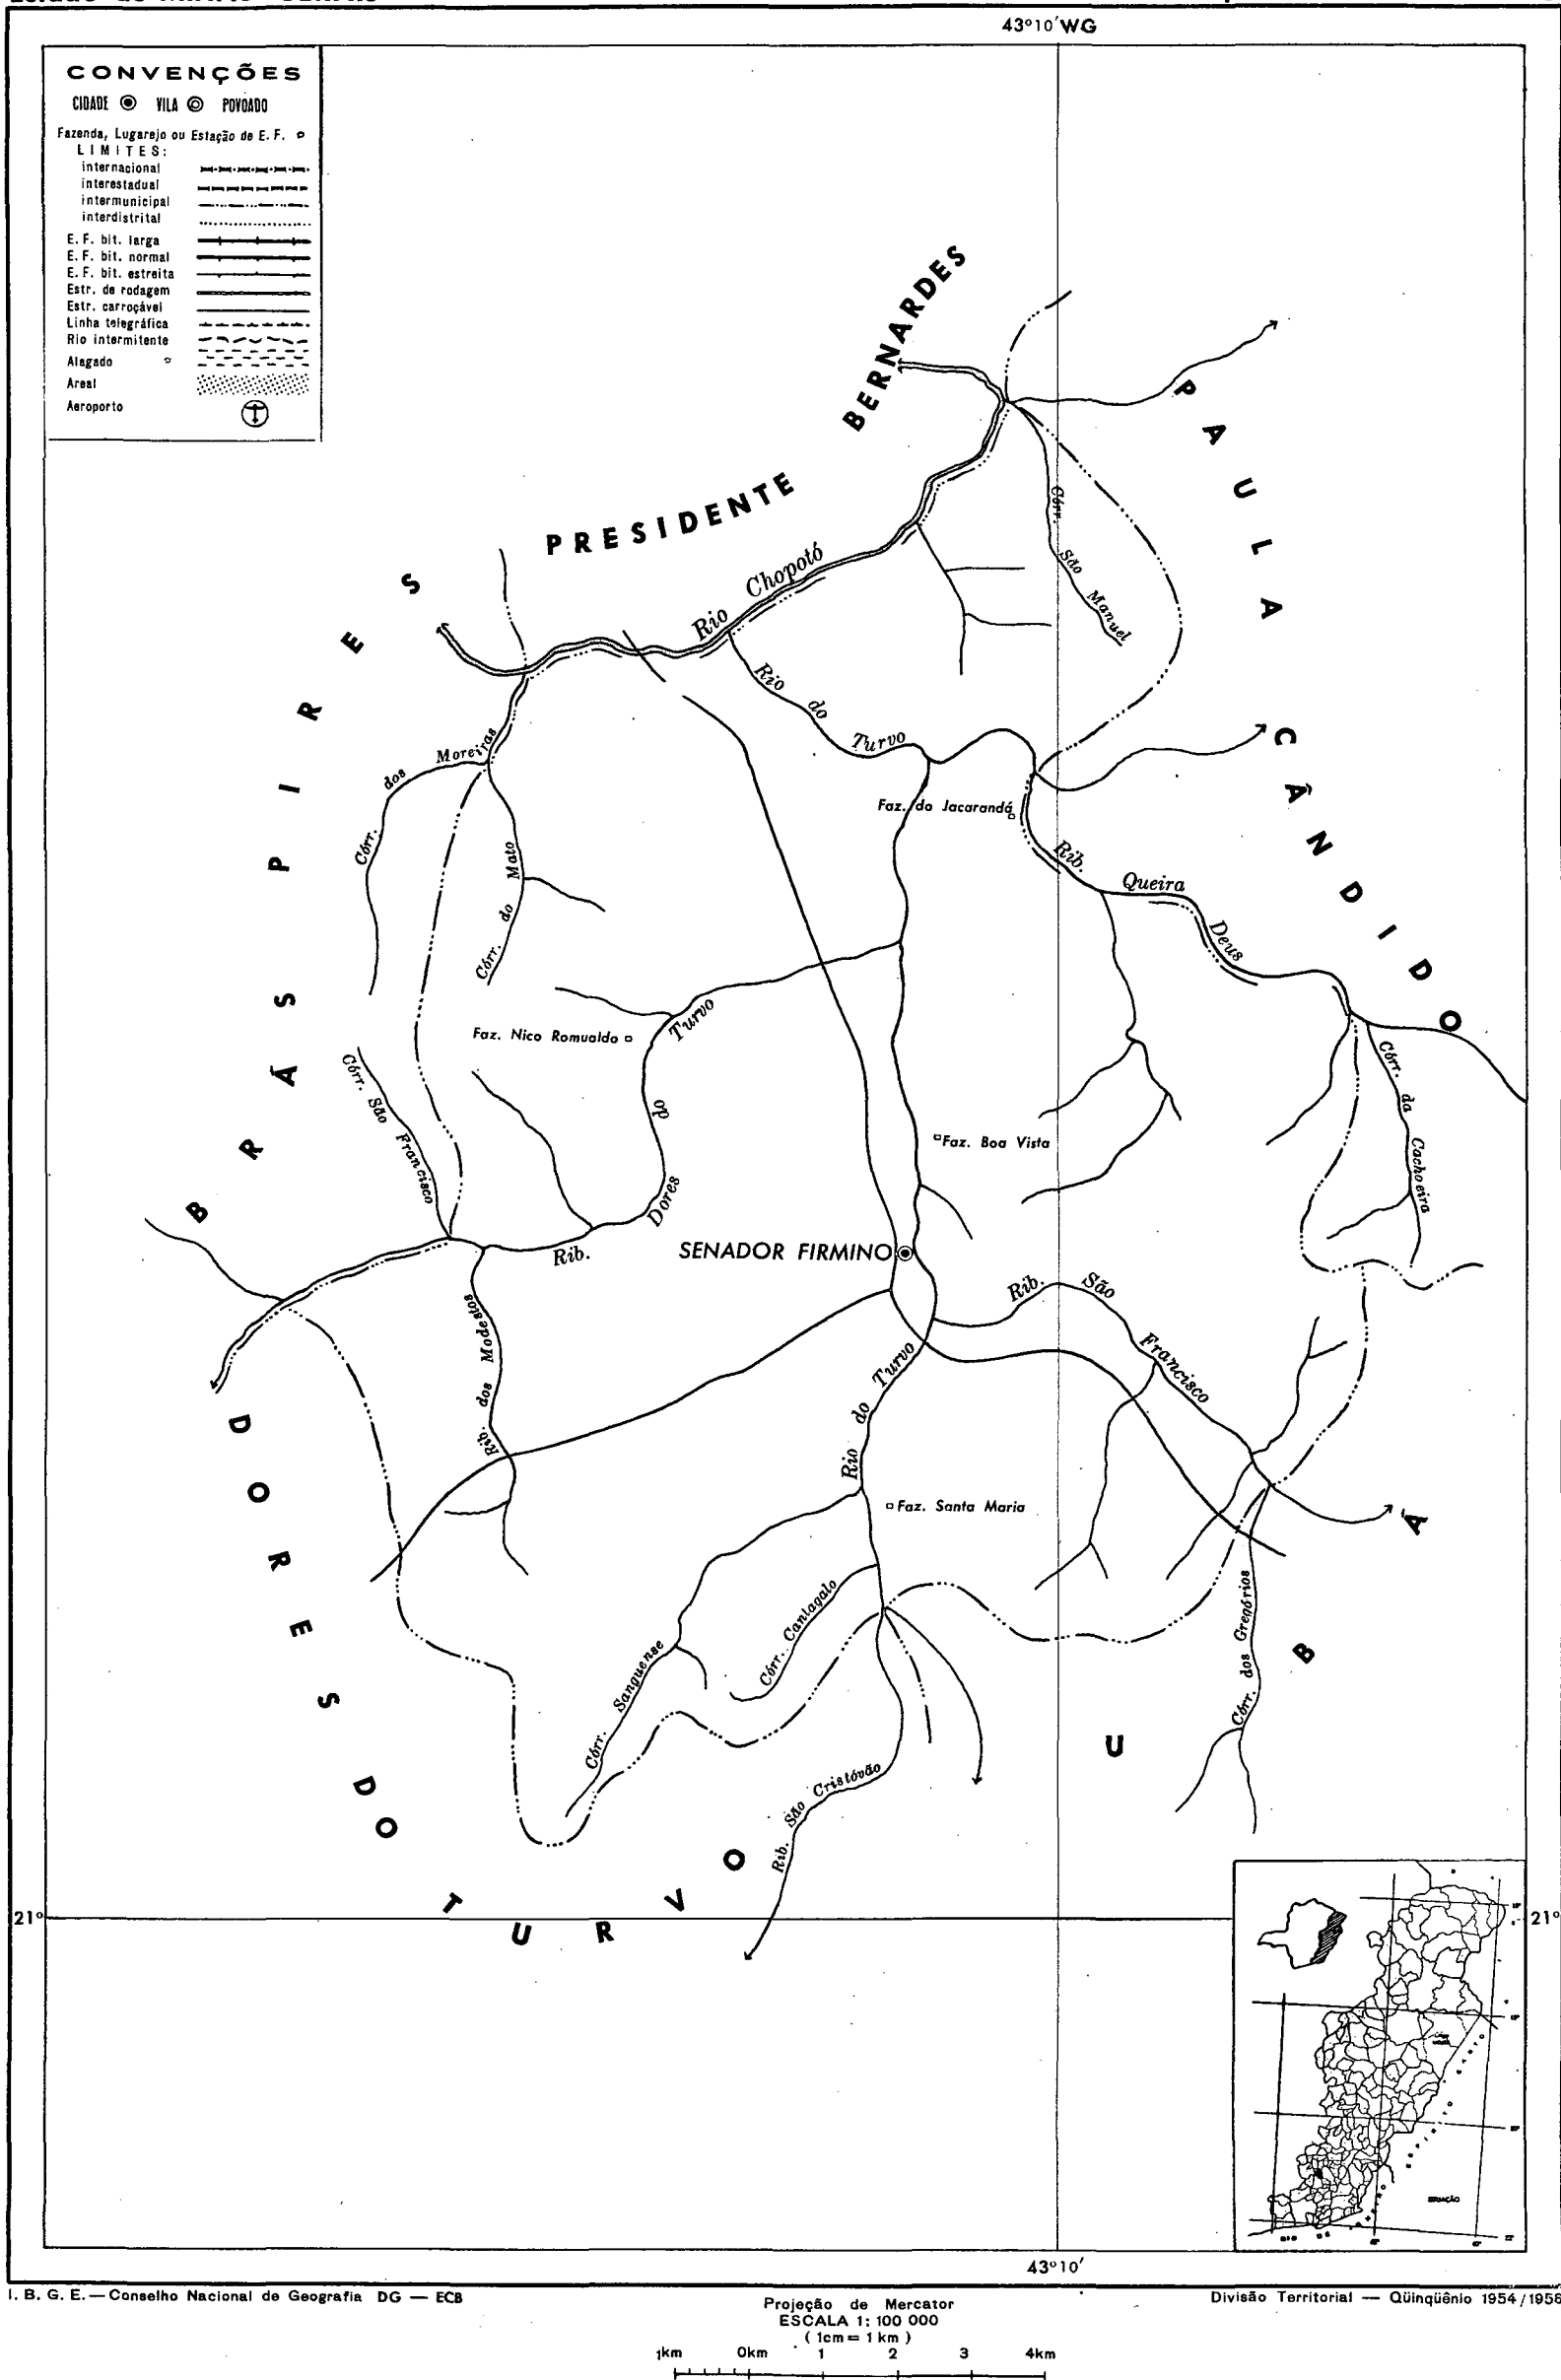 43°10′WG
CONVENÇÕES
CIDADE VILA POVOADO
Fazenda, Lugarejo ou Estação de E. F.
LIMITES:
internacional
interestadual
intermunicipal
interdistrital
E. F. bit. larga
E. F. bit. normal
E. F. bit. estreita
Estr. de rodagem
Estr. carroçável
Linha telegráfica
Rio intermitente
Alagado
Areal
Aeroporto
PRESIDENTE BERNARDES
PAULA CÂNDIDO
BRÁS PIRES
Rio Chopotó
Córr. São Manuel
Rio do Turvo
Córr. dos Moreiras
Faz. do Jacarandá
Rib. Queira Deus
Córr. do Mato
Faz. Nico Romualdo
Rib. Dores do Turvo
Córr. São Francisco
Córr. da Cachoeira
Faz. Boa Vista
SENADOR FIRMINO
Rib. São Francisco
Rib. dos Modestos
Rio do Turvo
Faz. Santa Maria
Córr. Cantagalo
Córr. Sanguense
Córr. dos Gregórios
Rib. São Cristóvão
UBÁ
DORES DO TURVO
21°
21°
43°10′
I. B. G. E. — Conselho Nacional de Geografia DG — ECB
Divisão Territorial — Qüinqüênio 1954/1958
Projeção de Mercator
ESCALA 1: 100 000
( 1cm = 1 km )
1km 0km 1 2 3 4km